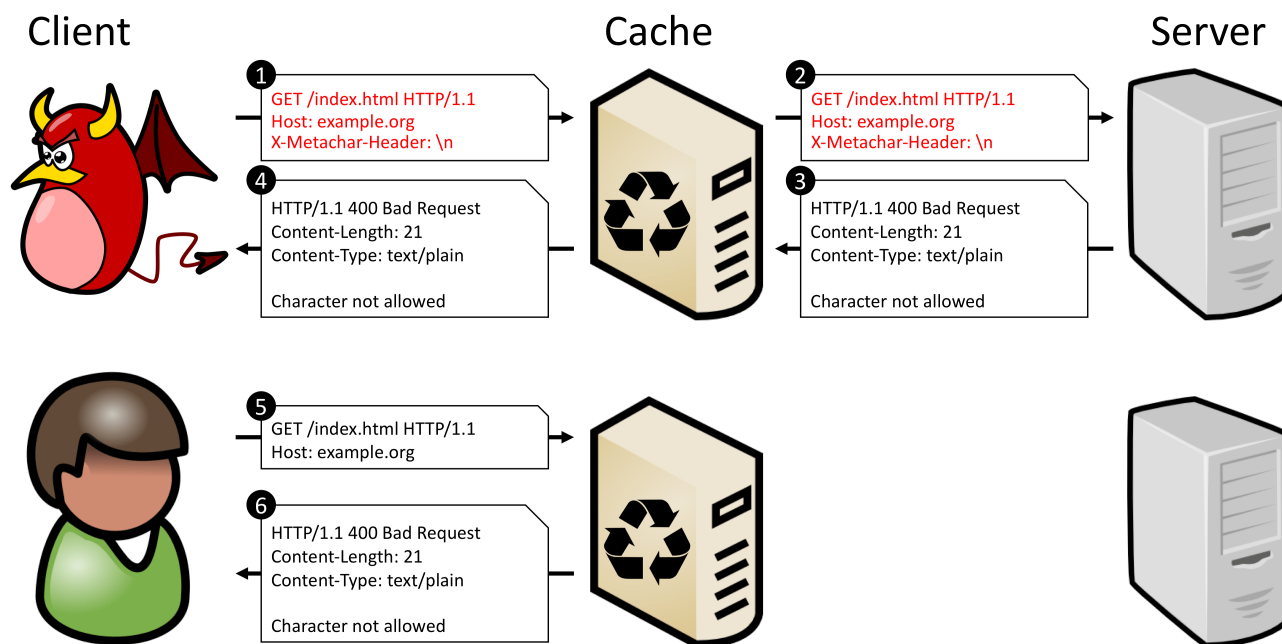 Client
Cache
Server
1
GET /index.html HTTP/1.1
Host: example.org
X-Metachar-Header: \n
2
GET /index.html HTTP/1.1
Host: example.org
X-Metachar-Header: \n
4
HTTP/1.1 400 Bad Request
Content-Length: 21
Content-Type: text/plain
Character not allowed
3
HTTP/1.1 400 Bad Request
Content-Length: 21
Content-Type: text/plain
Character not allowed
5
GET /index.html HTTP/1.1
Host: example.org
6
HTTP/1.1 400 Bad Request
Content-Length: 21
Content-Type: text/plain
Character not allowed